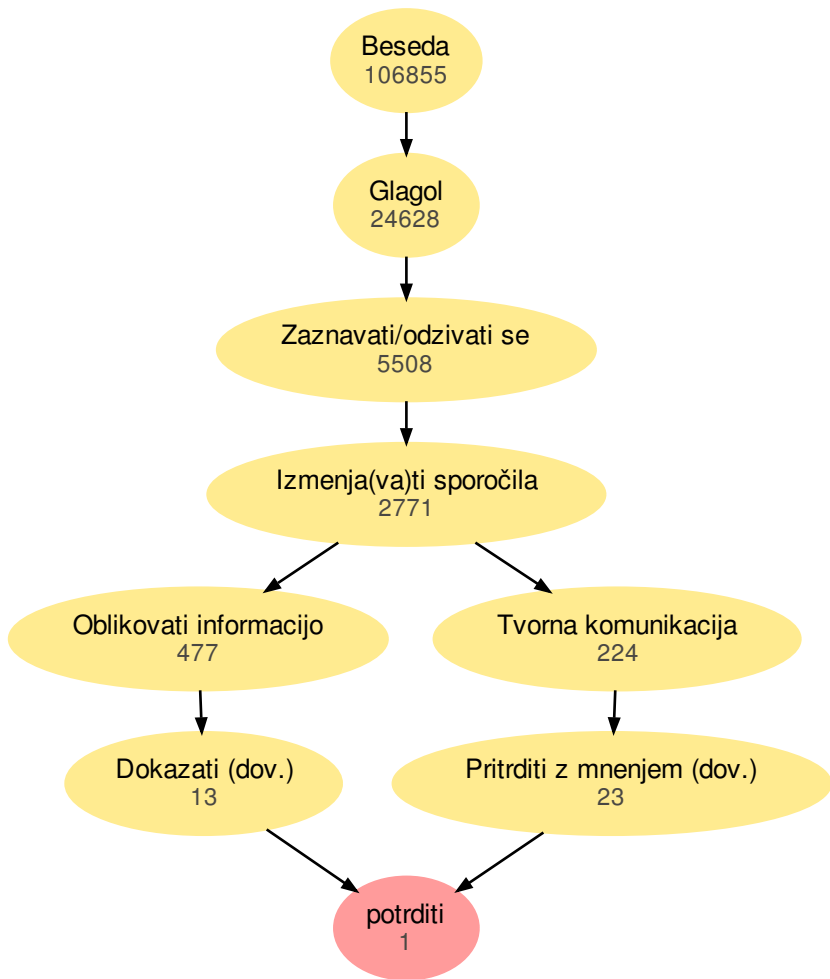 Beseda
106855
Glagol
24628
Zaznavati/odzivati se
5508
Izmenja(va)ti sporočila
2771
Oblikovati informacijo
477
Tvorna komunikacija
224
Dokazati (dov.)
13
Pritrditi z mnenjem (dov.)
23
potrditi
1